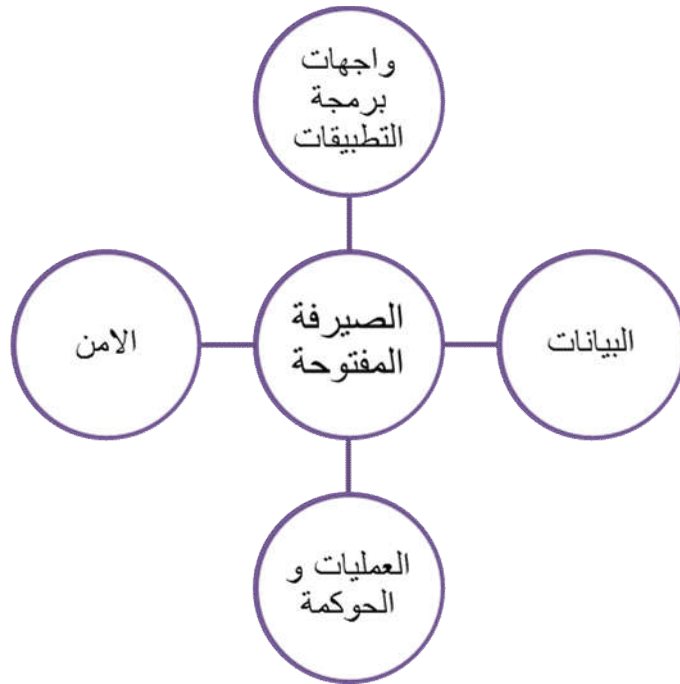 واجهات
برمجة
التطبيقات
الصيرفة
المفتوحة
البيانات
الامن
العمليات و
الحوكمة